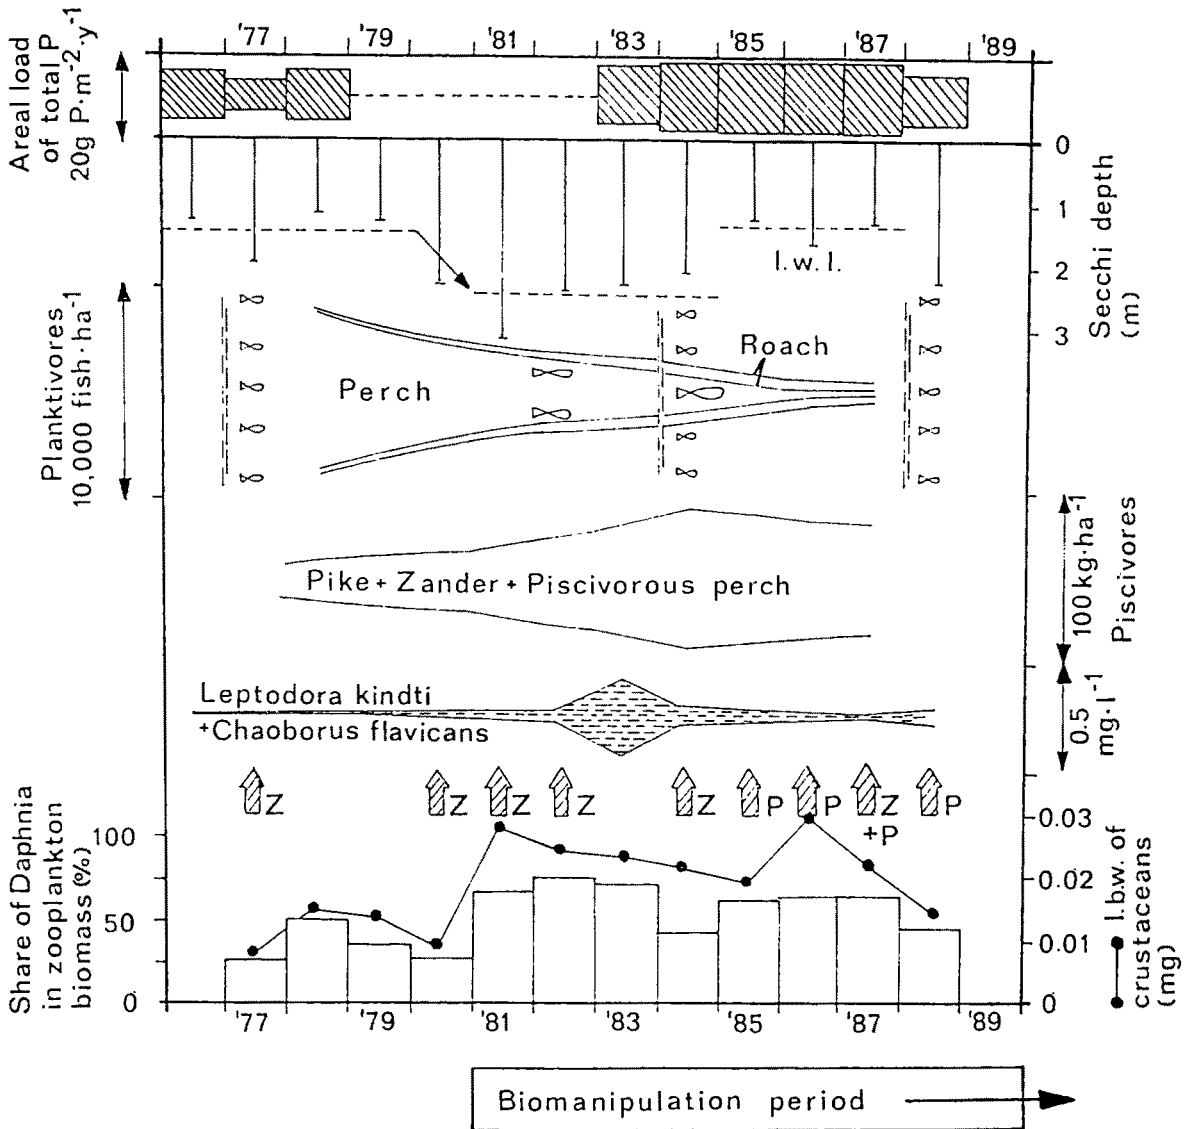 '77 '79 '81 '83 '85 '87 '89
Areal load
of total P
20g P·m⁻²·y⁻¹
0
1
2
3
Secchi depth
(m)
l.w.l.
Planktivores
10,000 fish·ha⁻¹
Roach
Perch
Pike + Zander + Piscivorous perch
100 kg·ha⁻¹
Piscivores
Leptodora kindti
+Chaoborus flavicans
0.5
mg·l⁻¹
Z Z Z Z Z P P Z P
+P
Share of Daphnia
in zooplankton
biomass (%)
100
50
0
0.03
0.02
0.01
0
l.b.w. of
crustaceans
(mg)
'77 '79 '81 '83 '85 '87 '89
Biomanipulation period